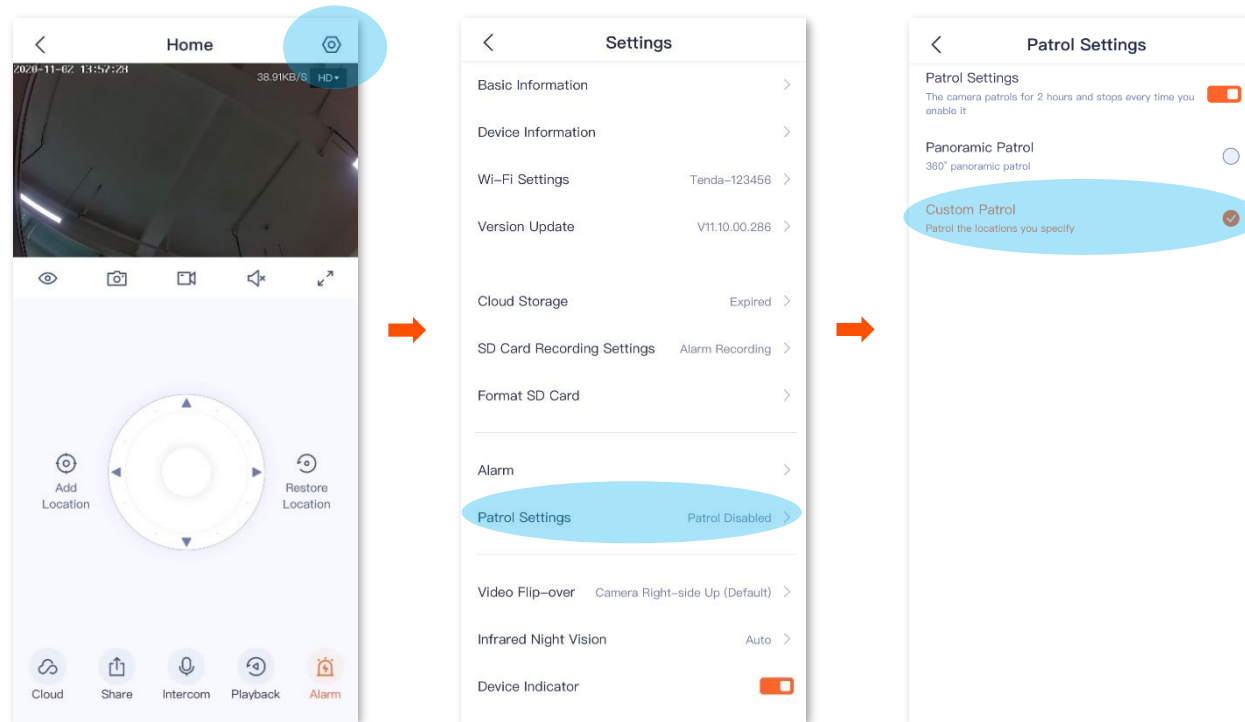 Home
2020-11-02 13:57:28
38.91KB/S HD
Add
Location
Restore
Location
Cloud
Share
Intercom
Playback
Alarm
Settings
Basic Information
Device Information
Wi-Fi Settings Tenda-123456
Version Update V11.10.00.286
Cloud Storage Expired
SD Card Recording Settings Alarm Recording
Format SD Card
Alarm
Patrol Settings Patrol Disabled
Video Flip-over Camera Right-side Up (Default)
Infrared Night Vision Auto
Device Indicator
Patrol Settings
Patrol Settings
The camera patrols for 2 hours and stops every time you
enable it
Panoramic Patrol
360° panoramic patrol
Custom Patrol
Patrol the locations you specify